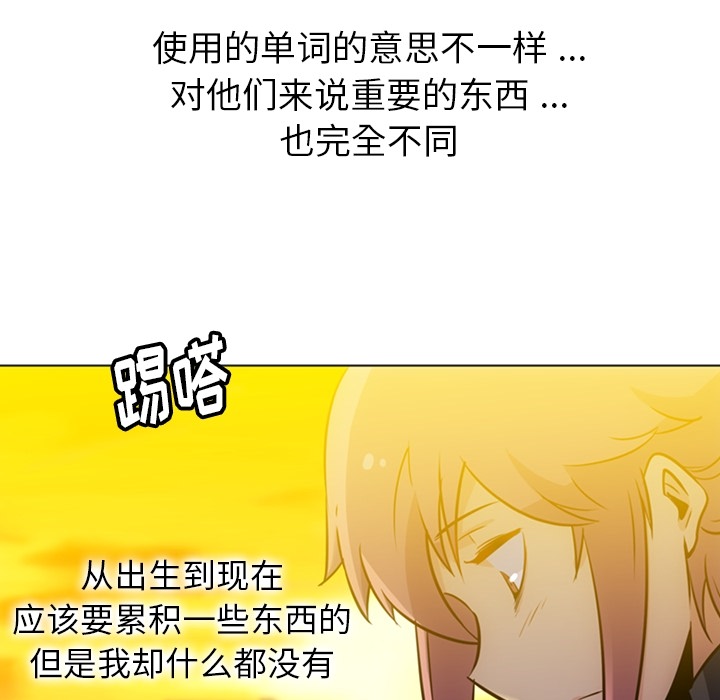 使用的单词的意思不一样...
对他们来说重要的东西...
也完全不同
踢嗒
从出生到现在
应该要累积一些东西的
但是我却什么都没有